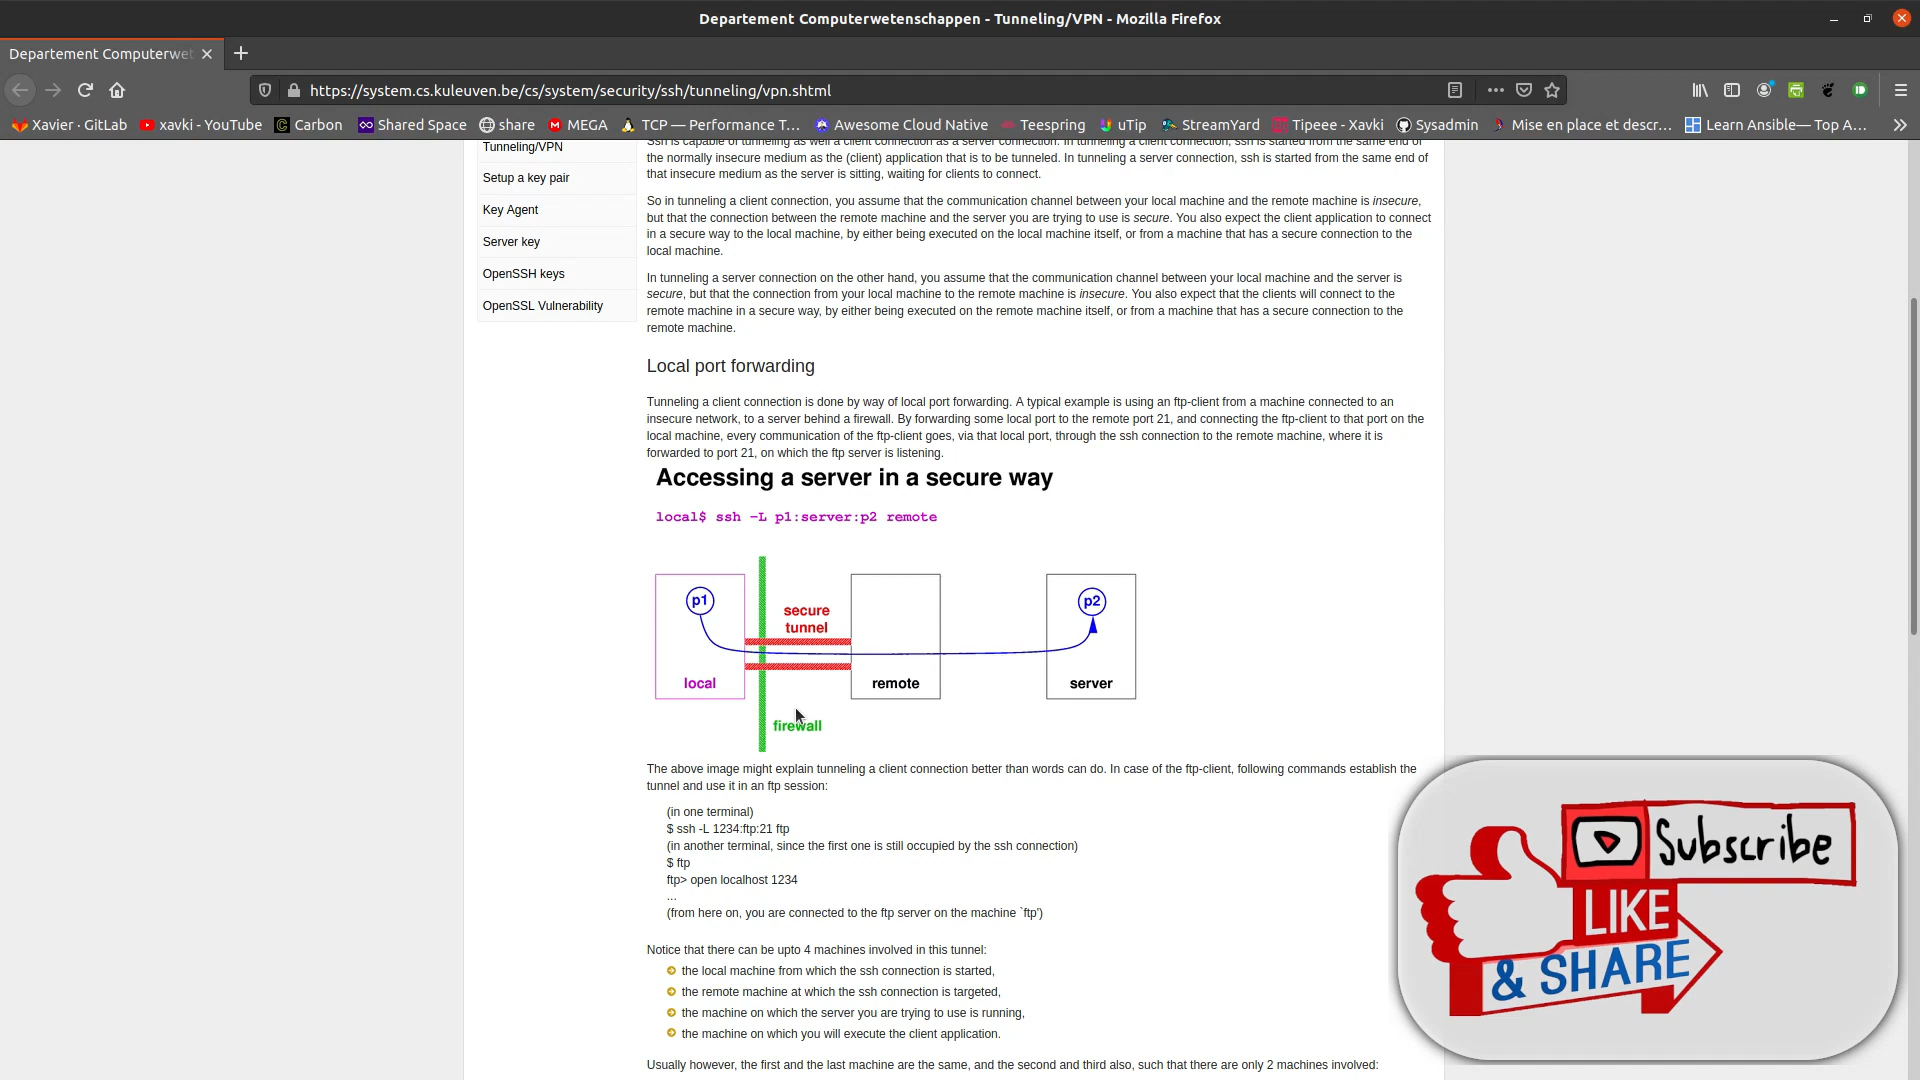 Departement Computerwetenschappen - Tunneling/VPN - Mozilla Firefox
Departement Computerwet
https://system.cs.kuleuven.be/cs/system/security/ssh/tunneling/vpn.shtml
Xavier · GitLab
xavki - YouTube
Carbon
Shared Space
share
MEGA
TCP — Performance T...
Awesome Cloud Native
Teespring
uTip
StreamYard
Tipeee - Xavki
Sysadmin
Mise en place et descr...
Learn Ansible— Top A...
Tunneling/VPN
Setup a key pair
Key Agent
Server key
OpenSSH keys
OpenSSL Vulnerability
Ssh is capable of tunneling as well a client connection as a server connection. In tunneling a client connection, ssh is started from the same end of
the normally insecure medium as the (client) application that is to be tunneled. In tunneling a server connection, ssh is started from the same end of
that insecure medium as the server is sitting, waiting for clients to connect.
So in tunneling a client connection, you assume that the communication channel between your local machine and the remote machine is insecure,
but that the connection between the remote machine and the server you are trying to use is secure. You also expect the client application to connect
in a secure way to the local machine, by either being executed on the local machine itself, or from a machine that has a secure connection to the
local machine.
In tunneling a server connection on the other hand, you assume that the communication channel between your local machine and the server is
secure, but that the connection from your local machine to the remote machine is insecure. You also expect that the clients will connect to the
remote machine in a secure way, by either being executed on the remote machine itself, or from a machine that has a secure connection to the
remote machine.
Local port forwarding
Tunneling a client connection is done by way of local port forwarding. A typical example is using an ftp-client from a machine connected to an
insecure network, to a server behind a firewall. By forwarding some local port to the remote port 21, and connecting the ftp-client to that port on the
local machine, every communication of the ftp-client goes, via that local port, through the ssh connection to the remote machine, where it is
forwarded to port 21, on which the ftp server is listening.
Accessing a server in a secure way
local$ ssh -L p1:server:p2 remote
p1
secure
tunnel
p2
local
remote
server
firewall
The above image might explain tunneling a client connection better than words can do. In case of the ftp-client, following commands establish the
tunnel and use it in an ftp session:
(in one terminal)
$ ssh -L 1234:ftp:21 ftp
(in another terminal, since the first one is still occupied by the ssh connection)
$ ftp
ftp> open localhost 1234
...
(from here on, you are connected to the ftp server on the machine `ftp')
Notice that there can be upto 4 machines involved in this tunnel:
the local machine from which the ssh connection is started,
the remote machine at which the ssh connection is targeted,
the machine on which the server you are trying to use is running,
the machine on which you will execute the client application.
Usually however, the first and the last machine are the same, and the second and third also, such that there are only 2 machines involved:
Subscribe
LIKE
& SHARE